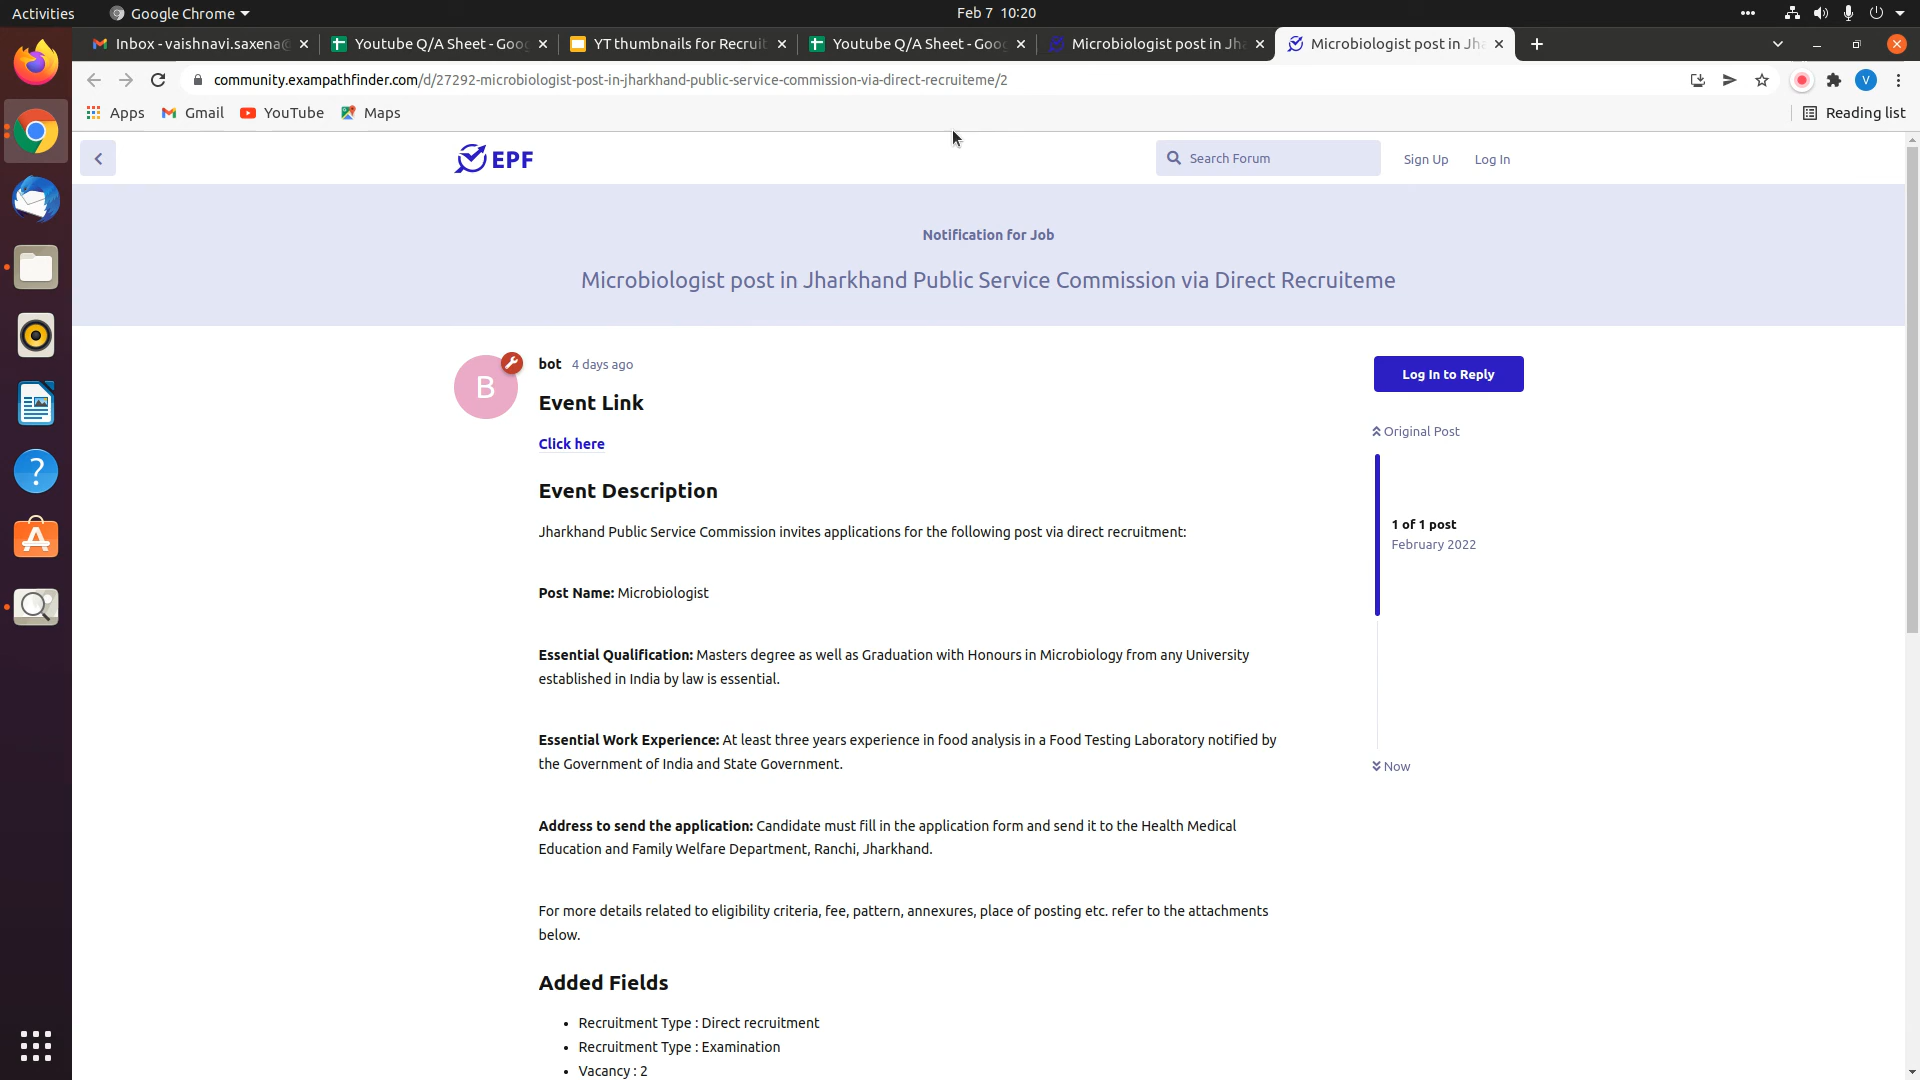 Activities
Google Chrome
Feb 7 10:20
Inbox - vaishnavi.saxena@
Youtube Q/A Sheet - Goog
YT thumbnails for Recruit
Youtube Q/A Sheet - Goog
Microbiologist post in Jha
Microbiologist post in Jha
community.exampathfinder.com/d/27292-microbiologist-post-in-jharkhand-public-service-commission-via-direct-recruiteme/2
V
Apps
Gmail
YouTube
Maps
Reading list
EPF
Search Forum
Sign Up
Log In
Notification for Job
Microbiologist post in Jharkhand Public Service Commission via Direct Recruiteme
B
bot 4 days ago
Log In to Reply
Event Link
Click here
Original Post
1 of 1 post
February 2022
Now
Event Description
Jharkhand Public Service Commission invites applications for the following post via direct recruitment:
Post Name: Microbiologist
Essential Qualification: Masters degree as well as Graduation with Honours in Microbiology from any University
established in India by law is essential.
Essential Work Experience: At least three years experience in food analysis in a Food Testing Laboratory notified by
the Government of India and State Government.
Address to send the application: Candidate must fill in the application form and send it to the Health Medical
Education and Family Welfare Department, Ranchi, Jharkhand.
For more details related to eligibility criteria, fee, pattern, annexures, place of posting etc. refer to the attachments
below.
Added Fields
• Recruitment Type : Direct recruitment
• Recruitment Type : Examination
• Vacancy : 2